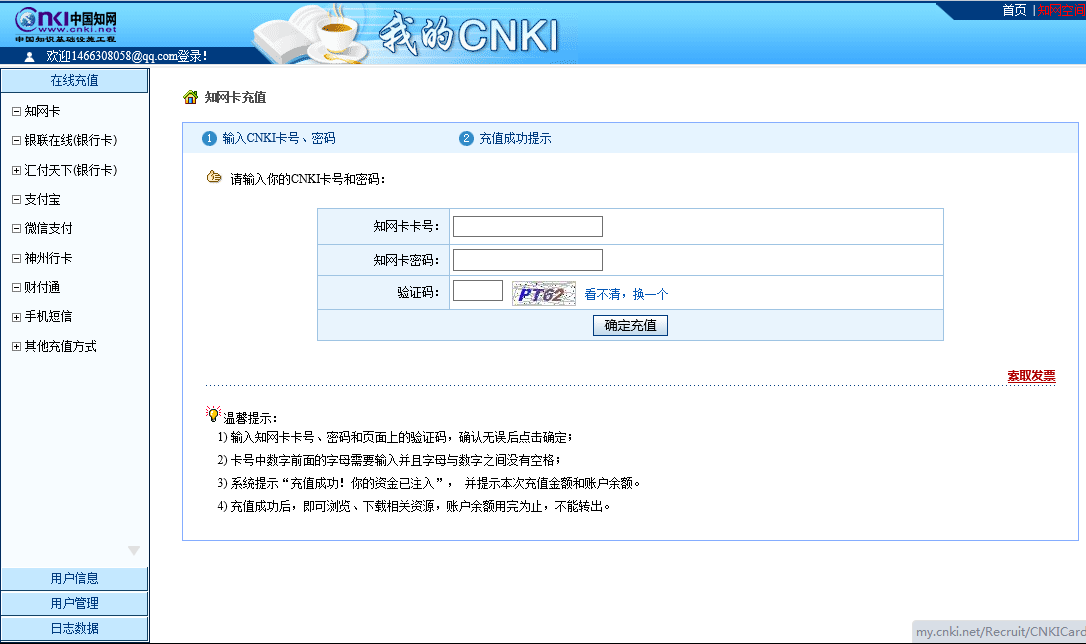 CNKI中国知网
www.cnki.net
中国知识基础设施工程
我的CNKI
首页 | 知网空间
欢迎1466308058@qq.com登录!
在线充值
知网卡
银联在线(银行卡)
汇付天下(银行卡)
支付宝
微信支付
神州行卡
财付通
手机短信
其他充值方式
用户信息
用户管理
日志数据
知网卡充值
1 输入CNKI卡号、密码
2 充值成功提示
请输入你的CNKI卡号和密码:
知网卡卡号:
知网卡密码:
验证码:
PT62
看不清，换一个
确定充值
索取发票
温馨提示:
1) 输入知网卡卡号、密码和页面上的验证码，确认无误后点击确定;
2) 卡号中数字前面的字母需要输入并且字母与数字之间没有空格;
3) 系统提示“充值成功! 你的资金已注入”， 并提示本次充值金额和账户余额。
4) 充值成功后，即可浏览、下载相关资源，账户余额用完为止，不能转出。
my.cnki.net/Recruit/CNKICard